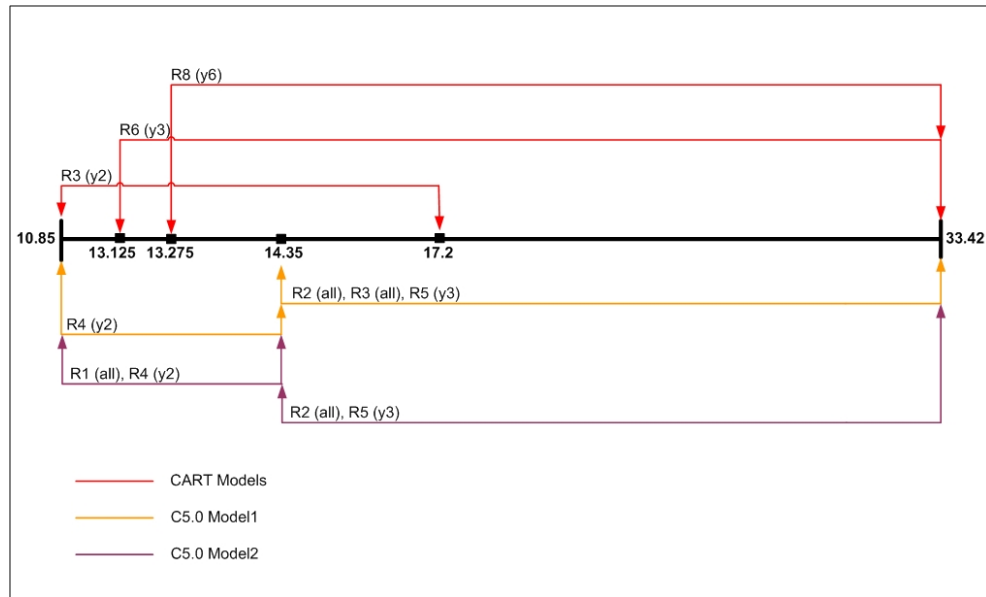 R8 (y6)
R6 (y3)
R3 (y2)
10.85
33.42
13.125
13.275
14.35
17.2
R2 (all), R3 (all), R5 (y3)
R4 (y2)
R1 (all), R4 (y2)
R2 (all), R5 (y3)
CART Models
C5.0 Model1
C5.0 Model2